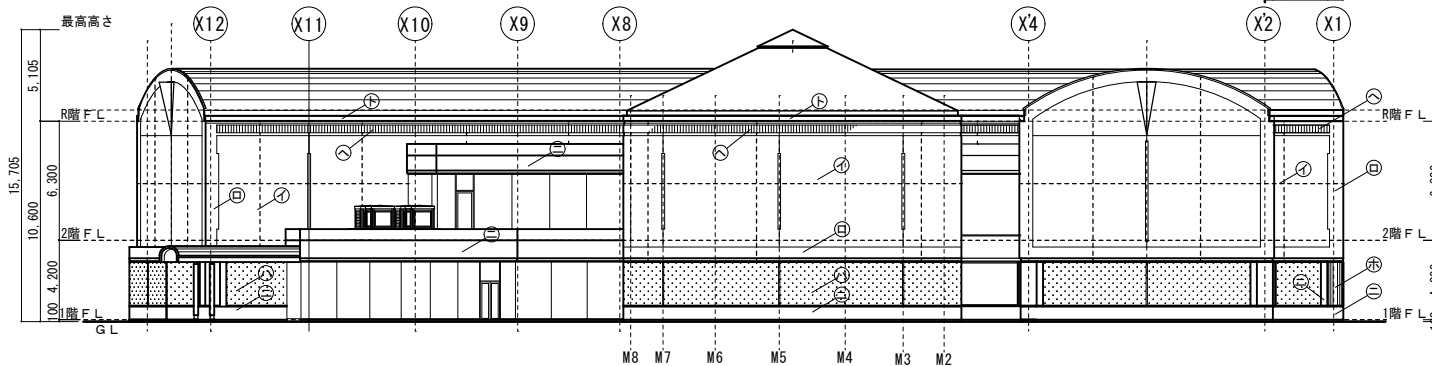 最高高さ
X12 X11 X10 X9 X8 X'4 X'2 X1
5,105
15,705
R階FL
R階FL
ト
ト
ヘ
ヘ
ヘ
ニ
イ
イ
イ
ロ
ロ
10,600
6,300
2階FL
2階FL
ニ
ロ
4,200
ハ
ハ
ホ
ニ
ニ
ニ
ニ
100
1階FL
1階FL
GL
M8 M7 M6 M5 M4 M3 M2